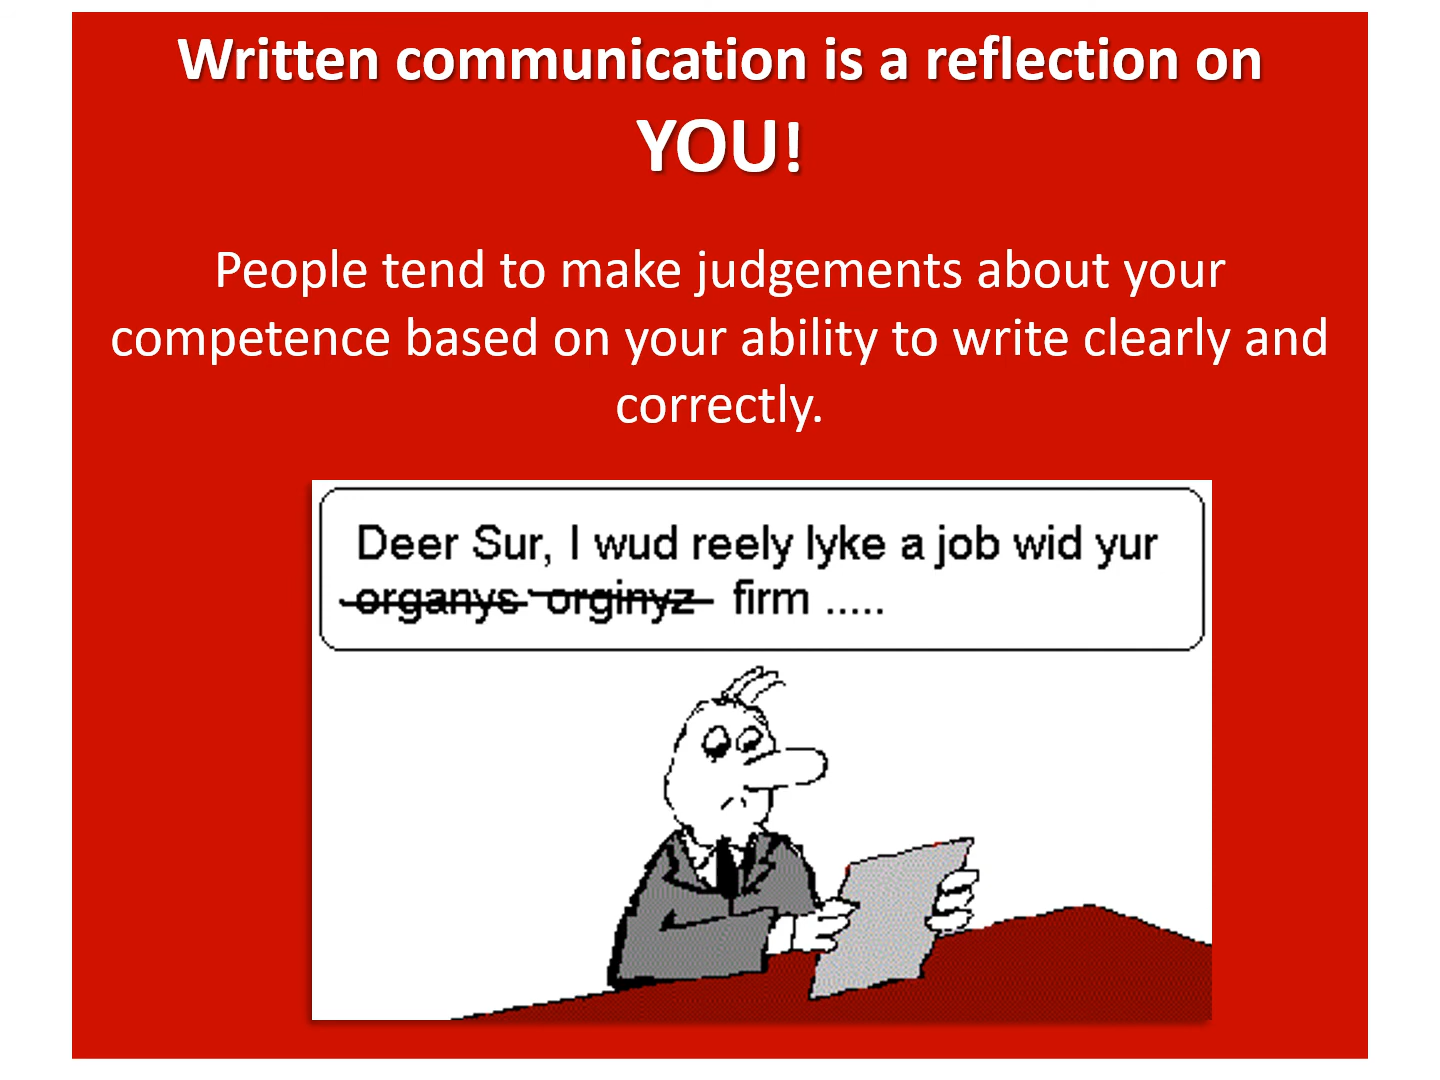 Written communication is a reflection on
YOU!
People tend to make judgements about your
competence based on your ability to write clearly and
correctly.
Deer Sur, I wud reely lyke a job wid yur
organys orginyz firm .....